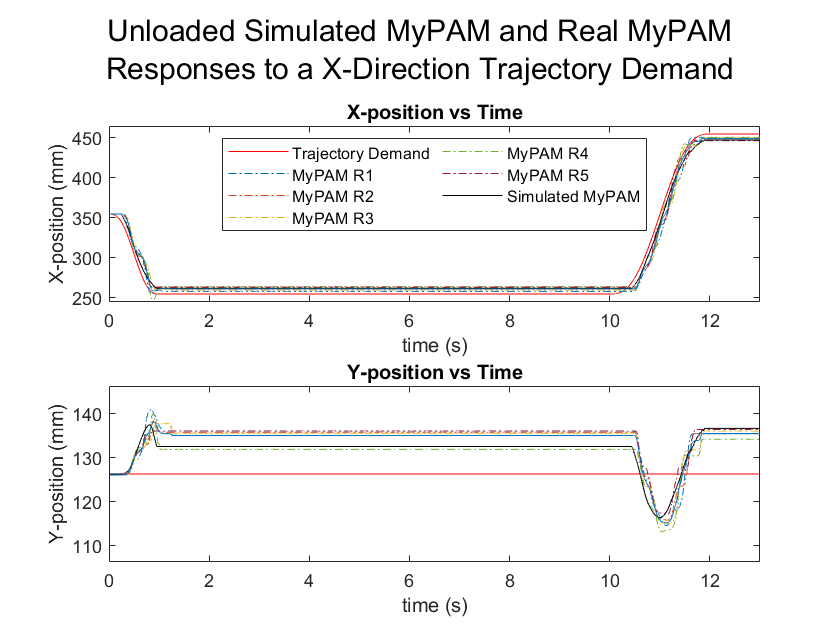 Unloaded Simulated MyPAM and Real MyPAM
Responses to a X-Direction Trajectory Demand
X-position vs Time
X-position (mm)
450
400
350
300
250
Trajectory Demand
MyPAM R1
MyPAM R2
MyPAM R3
MyPAM R4
MyPAM R5
Simulated MyPAM
0 2 4 6 8 10 12
time (s)
Y-position vs Time
Y-position (mm)
140
130
120
110
0 2 4 6 8 10 12
time (s)